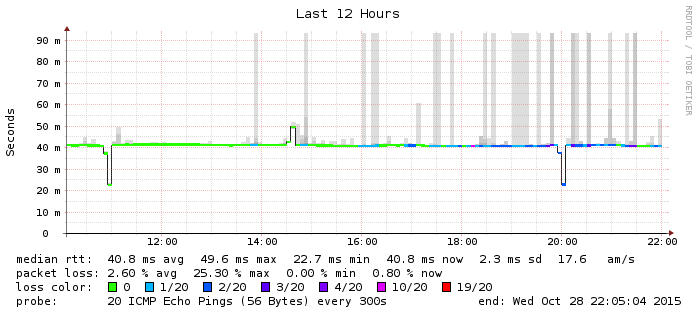 Last 12 Hours
RRDTOOL / TOBI OETIKER
Seconds
90 m
80 m
70 m
60 m
50 m
40 m
30 m
20 m
10 m
0
12:00 14:00 16:00 18:00 20:00 22:00
median rtt: 40.8 ms avg 49.6 ms max 22.7 ms min 40.8 ms now 2.3 ms sd 17.6 am/s
packet loss: 2.60 % avg 25.30 % max 0.00 % min 0.80 % now
loss color: 0 1/20 2/20 3/20 4/20 10/20 19/20
probe: 20 ICMP Echo Pings (56 Bytes) every 300s end: Wed Oct 28 22:05:04 2015